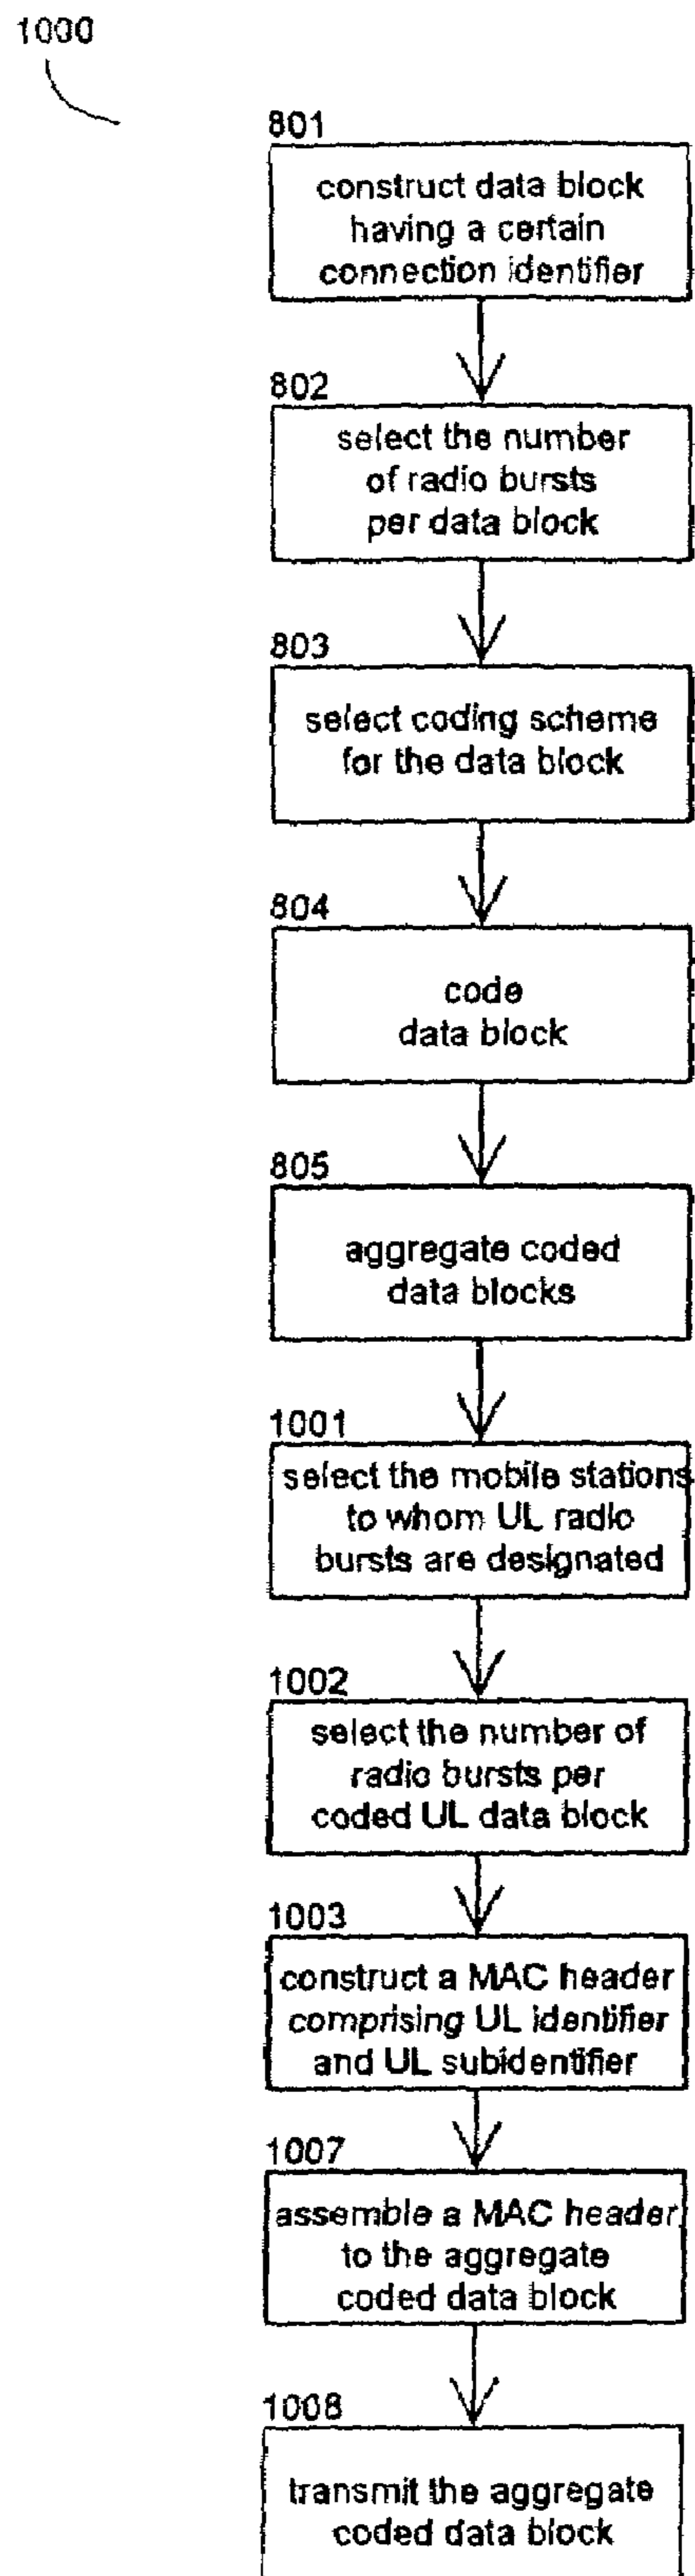 1000
801
construct data block
having a certain
connection identifier
802
select the number
of radio bursts
per data block
803
select coding scheme
for the data block
804
code
data block
805
aggregate coded
data blocks
1001
select the mobile stations
to whom UL radio
bursts are designated
1002
select the number of
radio bursts per
coded UL data block
1003
construct a MAC header
comprising UL identifier
and UL subidentifier
1007
assemble a MAC header
to the aggregate
coded data block
1008
transmit the aggregate
coded data block